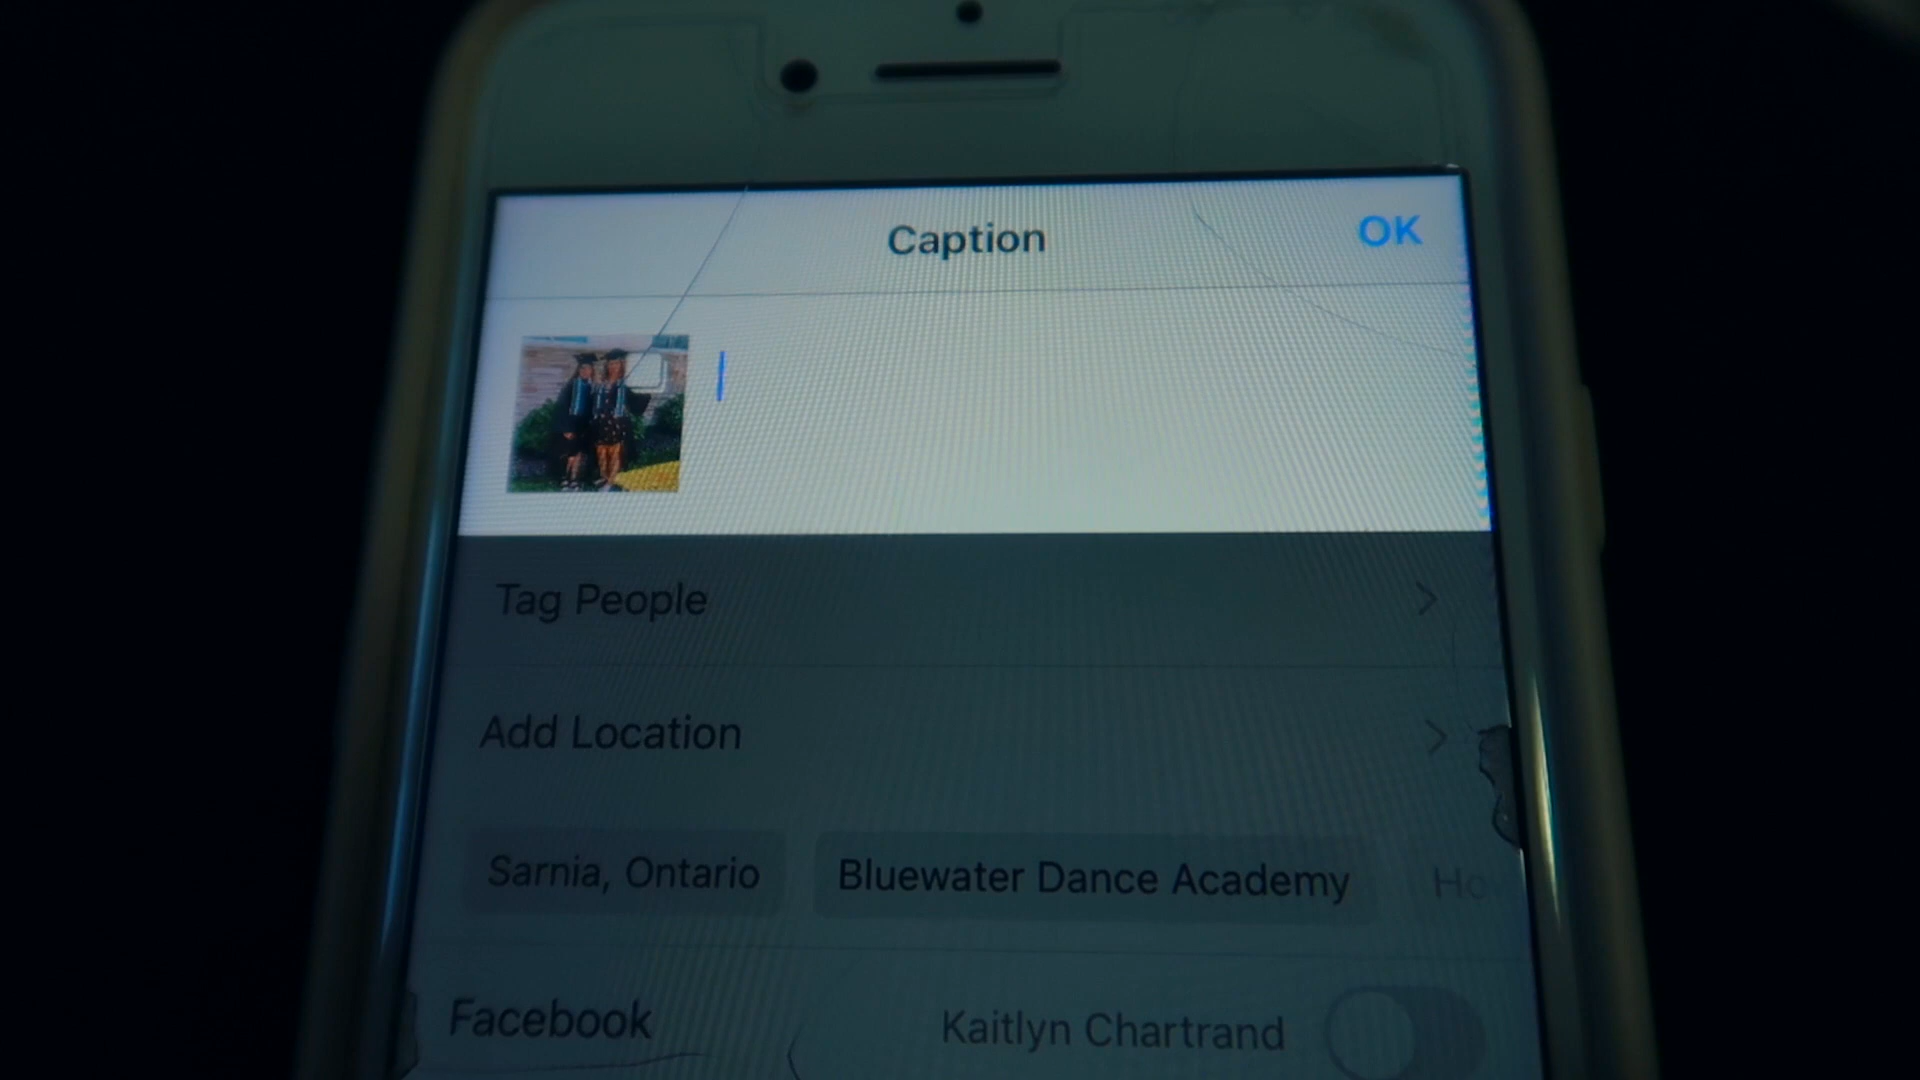 Caption
OK
Tag People
Add Location
Sarnia, Ontario
Bluewater Dance Academy
Facebook
Kaitlyn Chartrand